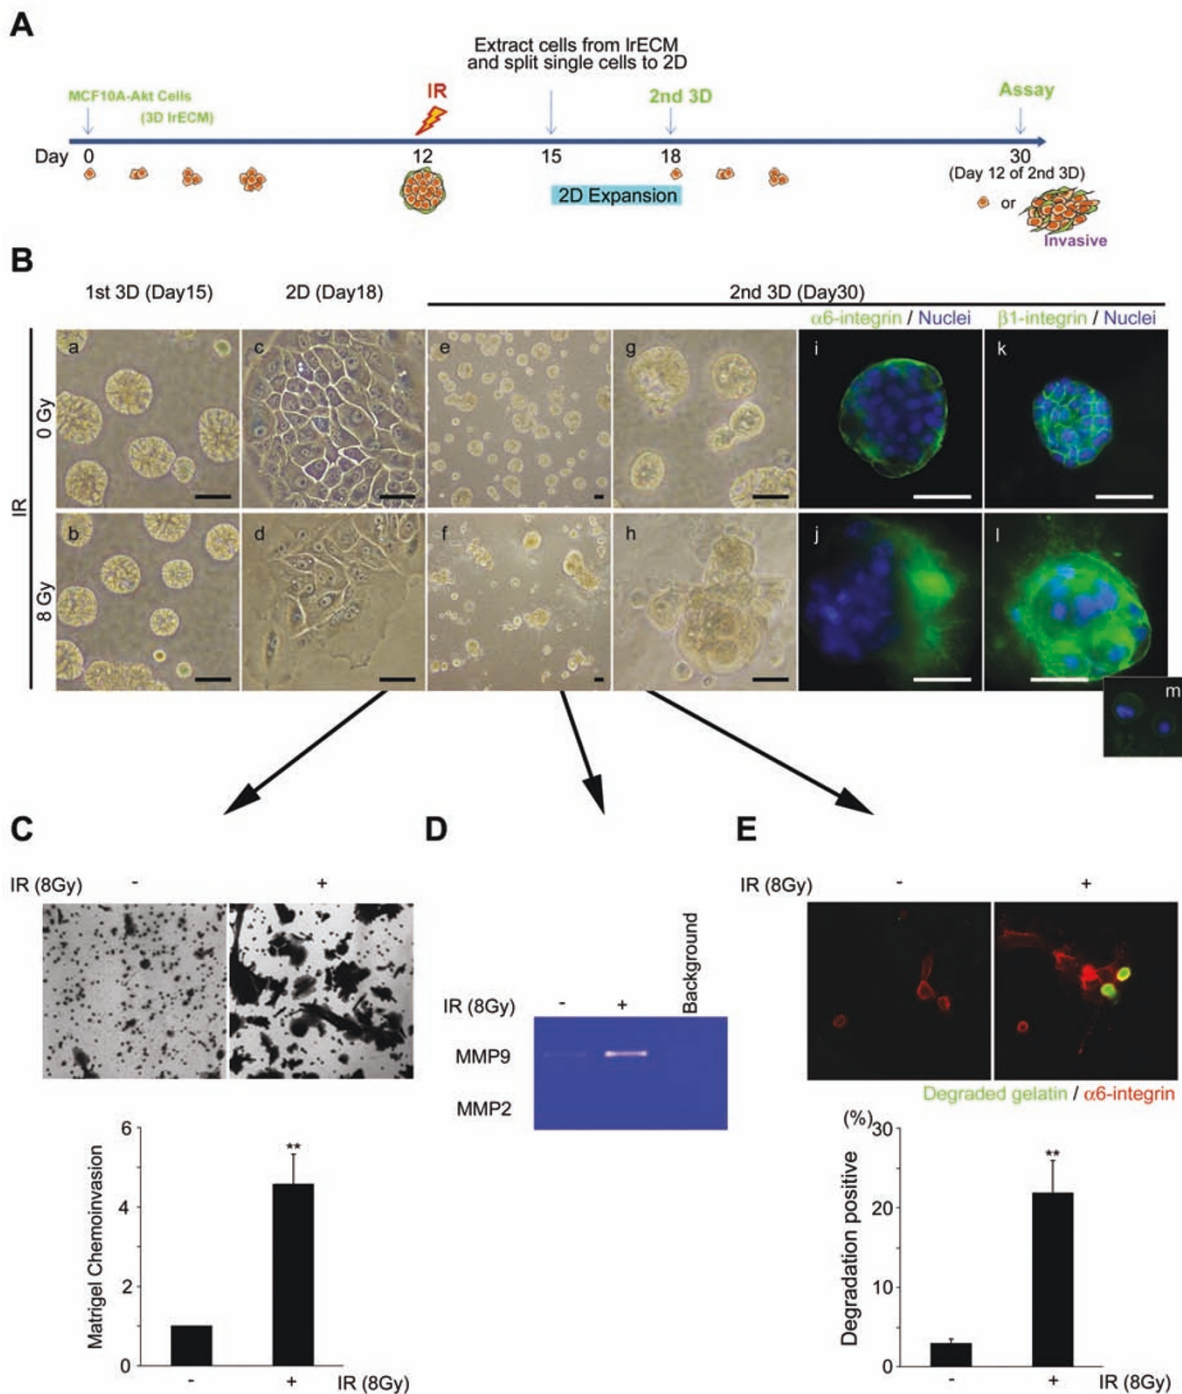 A
Extract cells from lrECM
and split single cells to 2D
MCF10A-Akt Cells
(3D lrECM)
IR
2nd 3D
Assay
Day 0 12 15 18 30
(Day 12 of 2nd 3D)
2D Expansion
or
Invasive
B
1st 3D (Day15) 2D (Day18) 2nd 3D (Day30)
α6-integrin / Nuclei β1-integrin / Nuclei
IR
0 Gy
a c e g i k
8 Gy
b d f h j l
m
C
IR (8Gy) - +
Matrigel Chemoinvasion
6
**
4
2
0
- + IR (8Gy)
D
Background
IR (8Gy) - +
MMP9
MMP2
E
IR (8Gy) - +
Degraded gelatin / α6-integrin
(%)
Degradation positive
30
**
20
10
0
- + IR (8Gy)